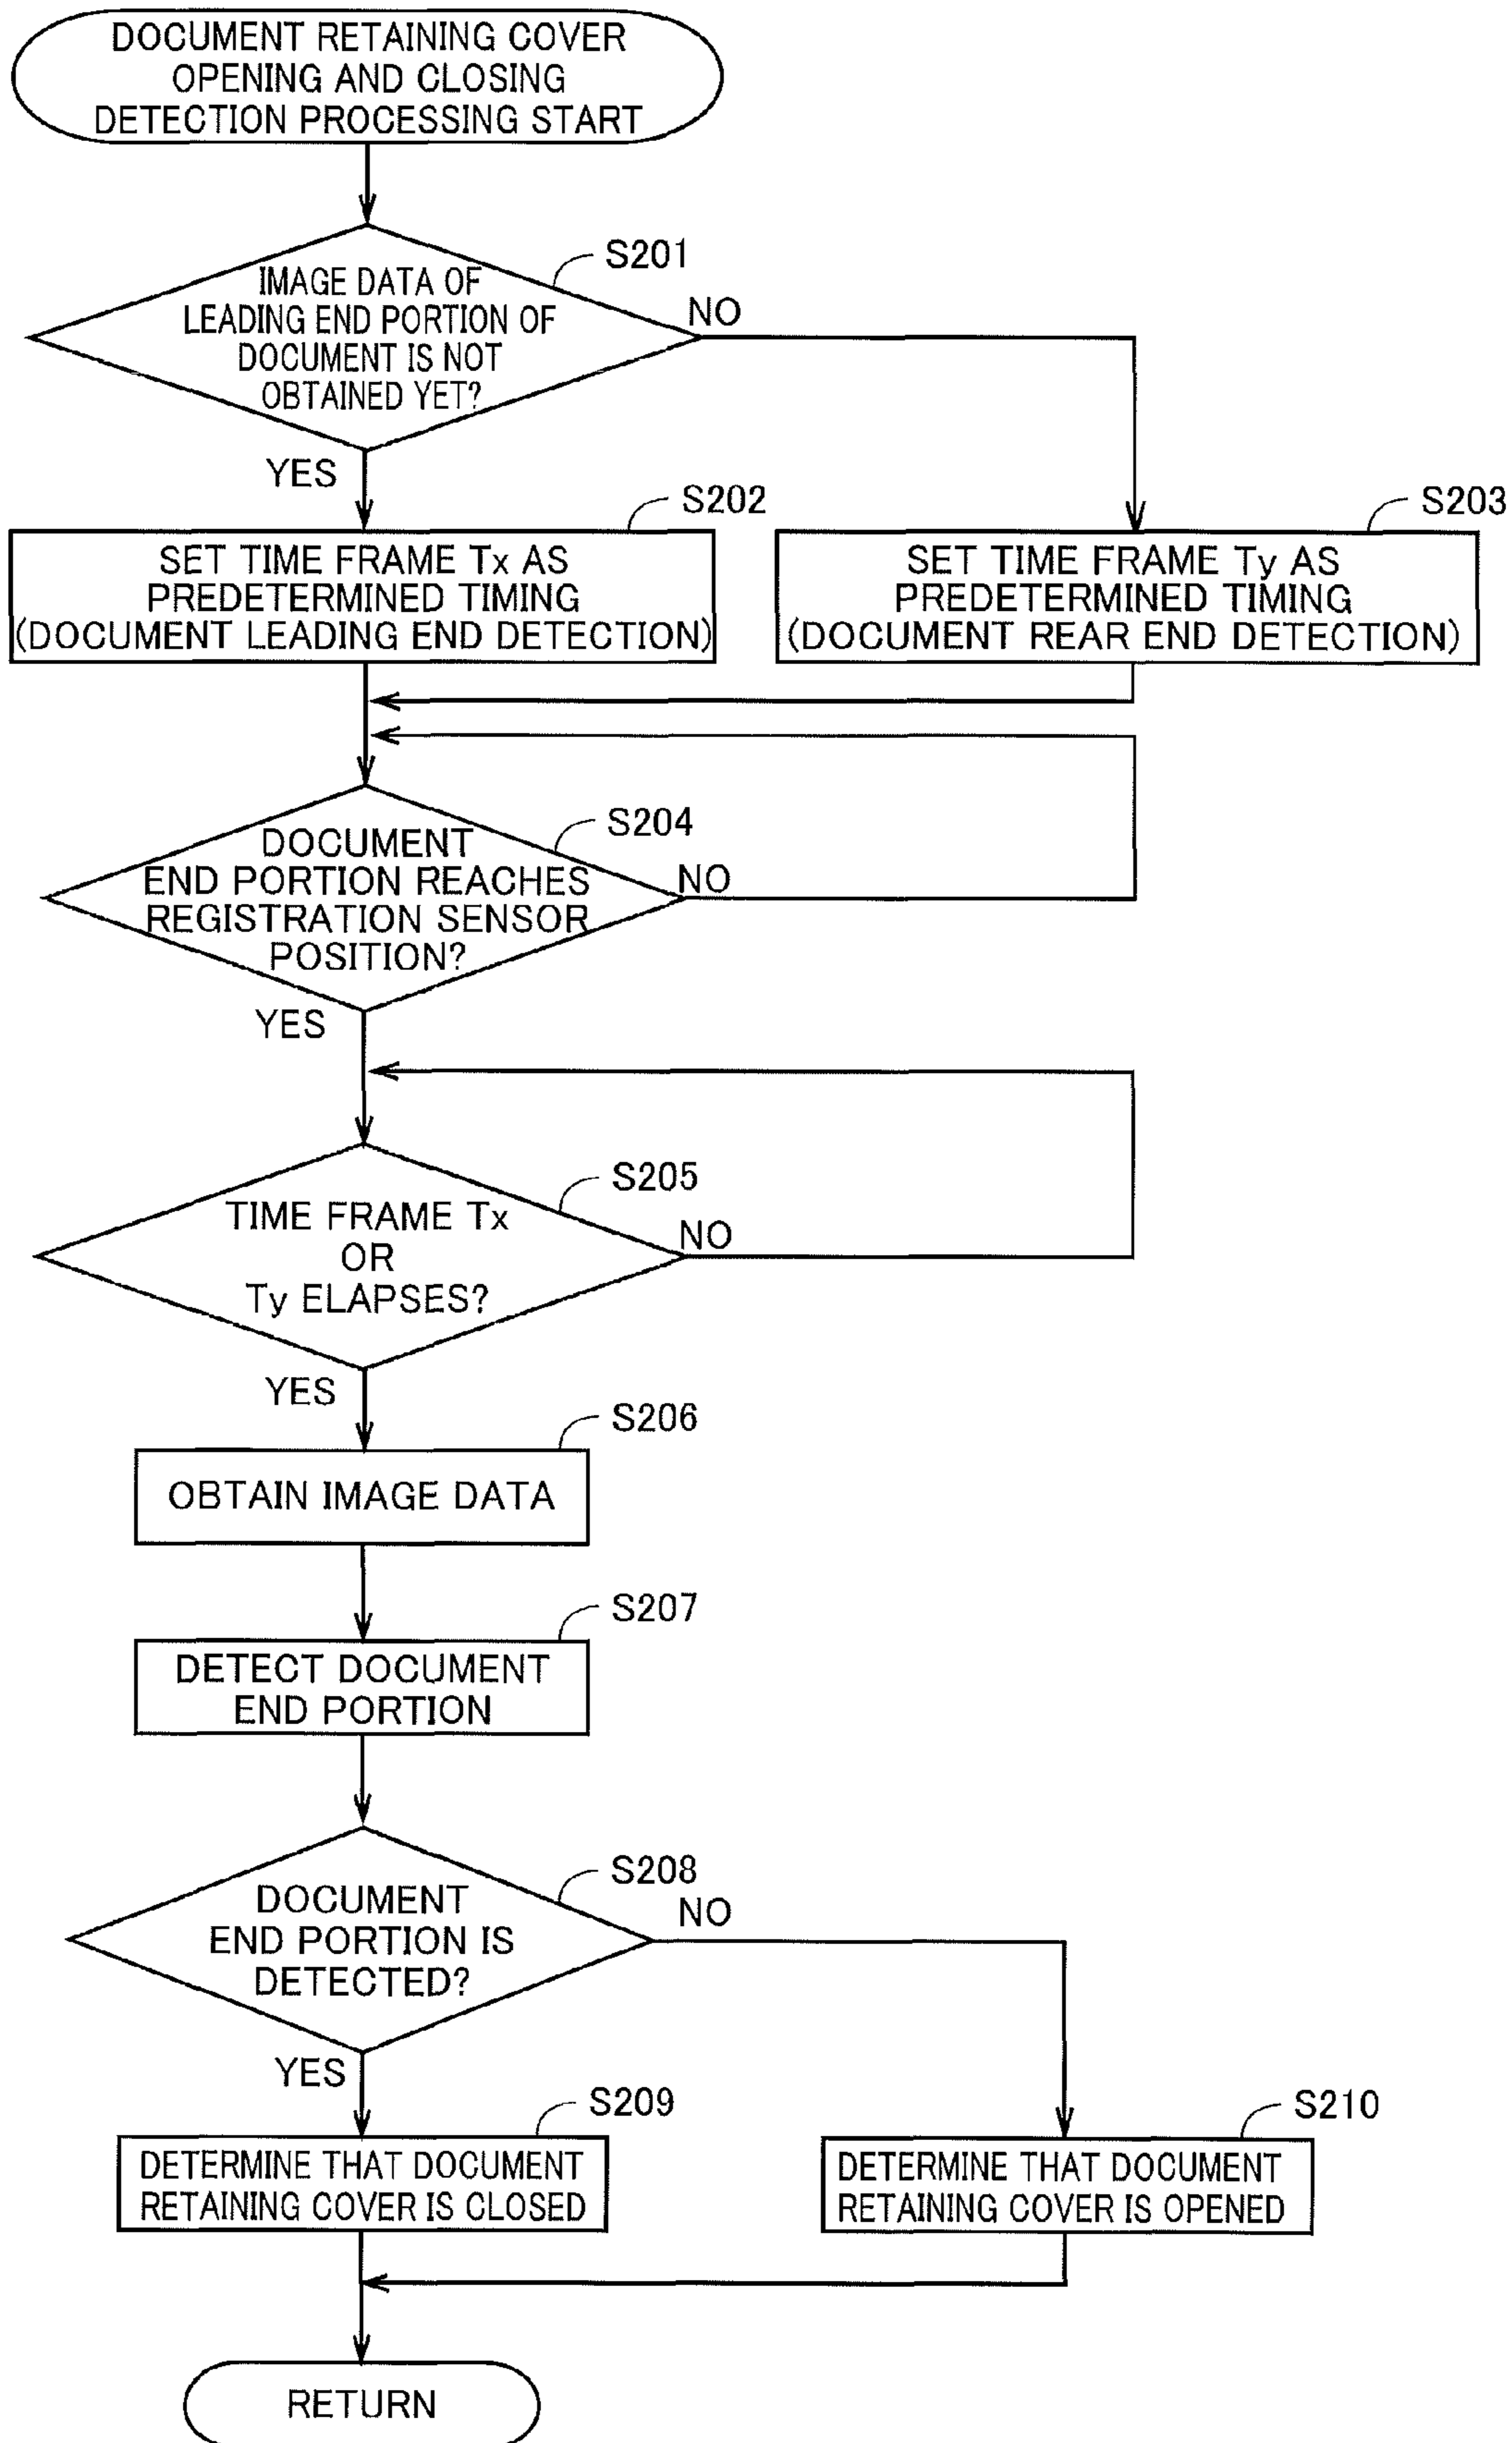 DOCUMENT RETAINING COVER
OPENING AND CLOSING
DETECTION PROCESSING START
S201
IMAGE DATA OF
LEADING END PORTION OF
DOCUMENT IS NOT
OBTAINED YET?
NO
YES
S202
SET TIME FRAME Tx AS
PREDETERMINED TIMING
(DOCUMENT LEADING END DETECTION)
S203
SET TIME FRAME Ty AS
PREDETERMINED TIMING
(DOCUMENT REAR END DETECTION)
S204
DOCUMENT
END PORTION REACHES
REGISTRATION SENSOR
POSITION?
NO
YES
S205
TIME FRAME Tx
OR
Ty ELAPSES?
NO
YES
S206
OBTAIN IMAGE DATA
S207
DETECT DOCUMENT
END PORTION
S208
DOCUMENT
END PORTION IS
DETECTED?
NO
YES
S209
DETERMINE THAT DOCUMENT
RETAINING COVER IS CLOSED
S210
DETERMINE THAT DOCUMENT
RETAINING COVER IS OPENED
RETURN